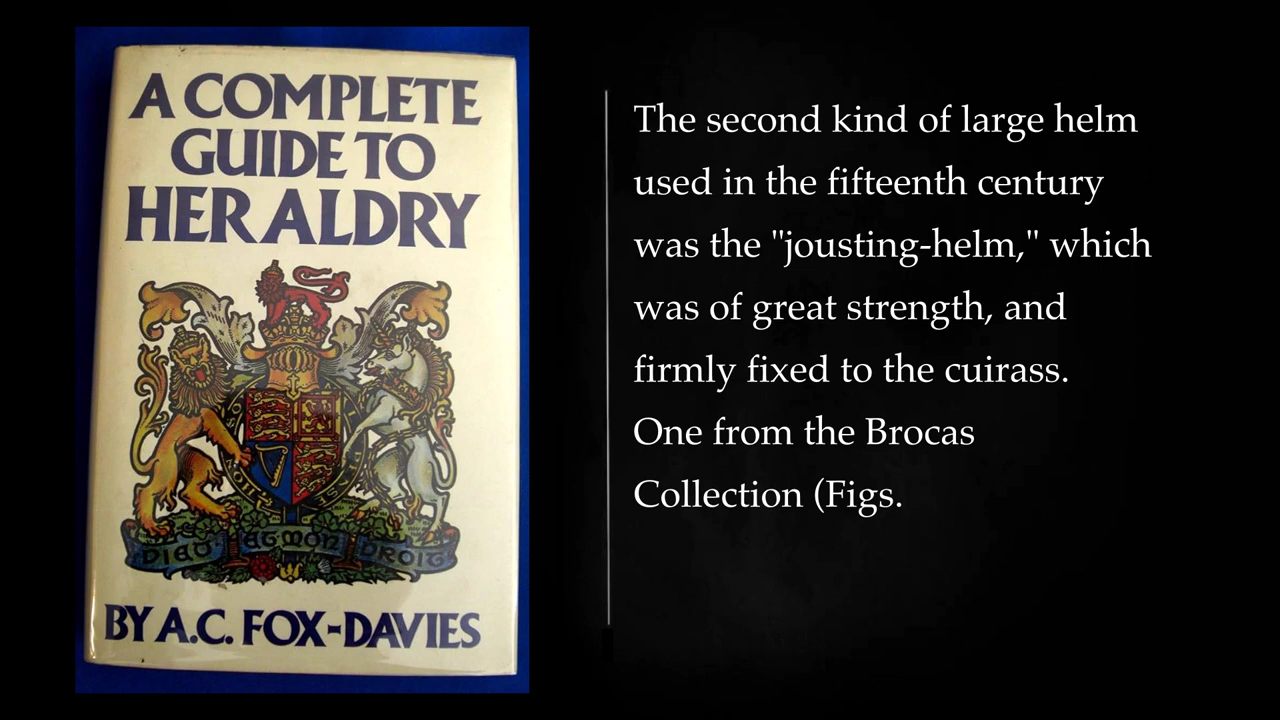 A COMPLETE
GUIDE TO
HERALDRY
DIEU ET MON DROIT
BY A.C. FOX-DAVIES
The second kind of large helm
used in the fifteenth century
was the "jousting-helm," which
was of great strength, and
firmly fixed to the cuirass.
One from the Brocas
Collection (Figs.